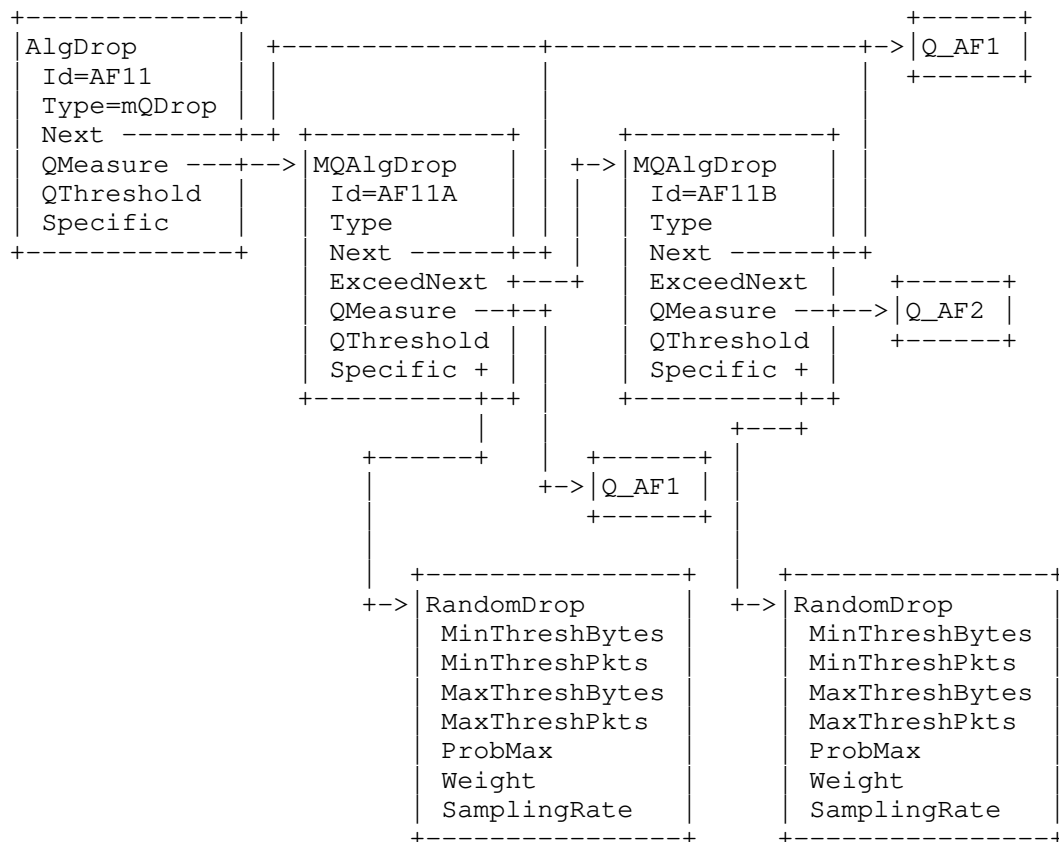 AlgDrop
Id=AF11
Type=mQDrop
Next
QMeasure
QThreshold
Specific
Q_AF1
MQAlgDrop
Id=AF11A
Type
Next
ExceedNext
QMeasure
QThreshold
Specific
MQAlgDrop
Id=AF11B
Type
Next
ExceedNext
QMeasure
QThreshold
Specific
Q_AF2
Q_AF1
RandomDrop
MinThreshBytes
MinThreshPkts
MaxThreshBytes
MaxThreshPkts
ProbMax
Weight
SamplingRate
RandomDrop
MinThreshBytes
MinThreshPkts
MaxThreshBytes
MaxThreshPkts
ProbMax
Weight
SamplingRate